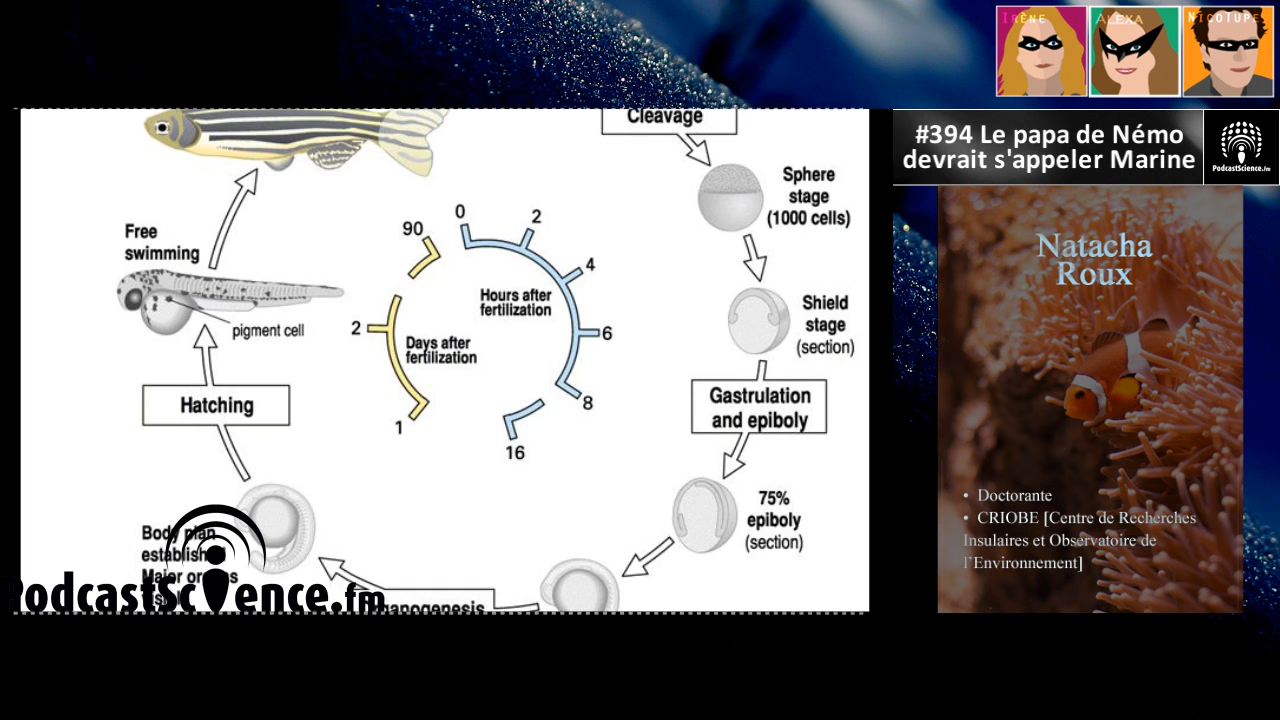 IRÈNE
ALEXA
NICOTUPE
#394 Le papa de Némo
devrait s'appeler Marine
PodcastScience.fm
Natacha
Roux
• Doctorante
• CRIOBE [Centre de Recherches
Insulaires et Observatoire de
l'Environnement]
Cleavage
Sphere
stage
(1000 cells)
Shield
stage
(section)
Gastrulation
and epiboly
75%
epiboly
(section)
Free
swimming
pigment cell
Hatching
0
2
4
6
8
16
Hours after
fertilization
90
2
1
Days after
fertilization
Body plan
Major
PodcastScience.fm